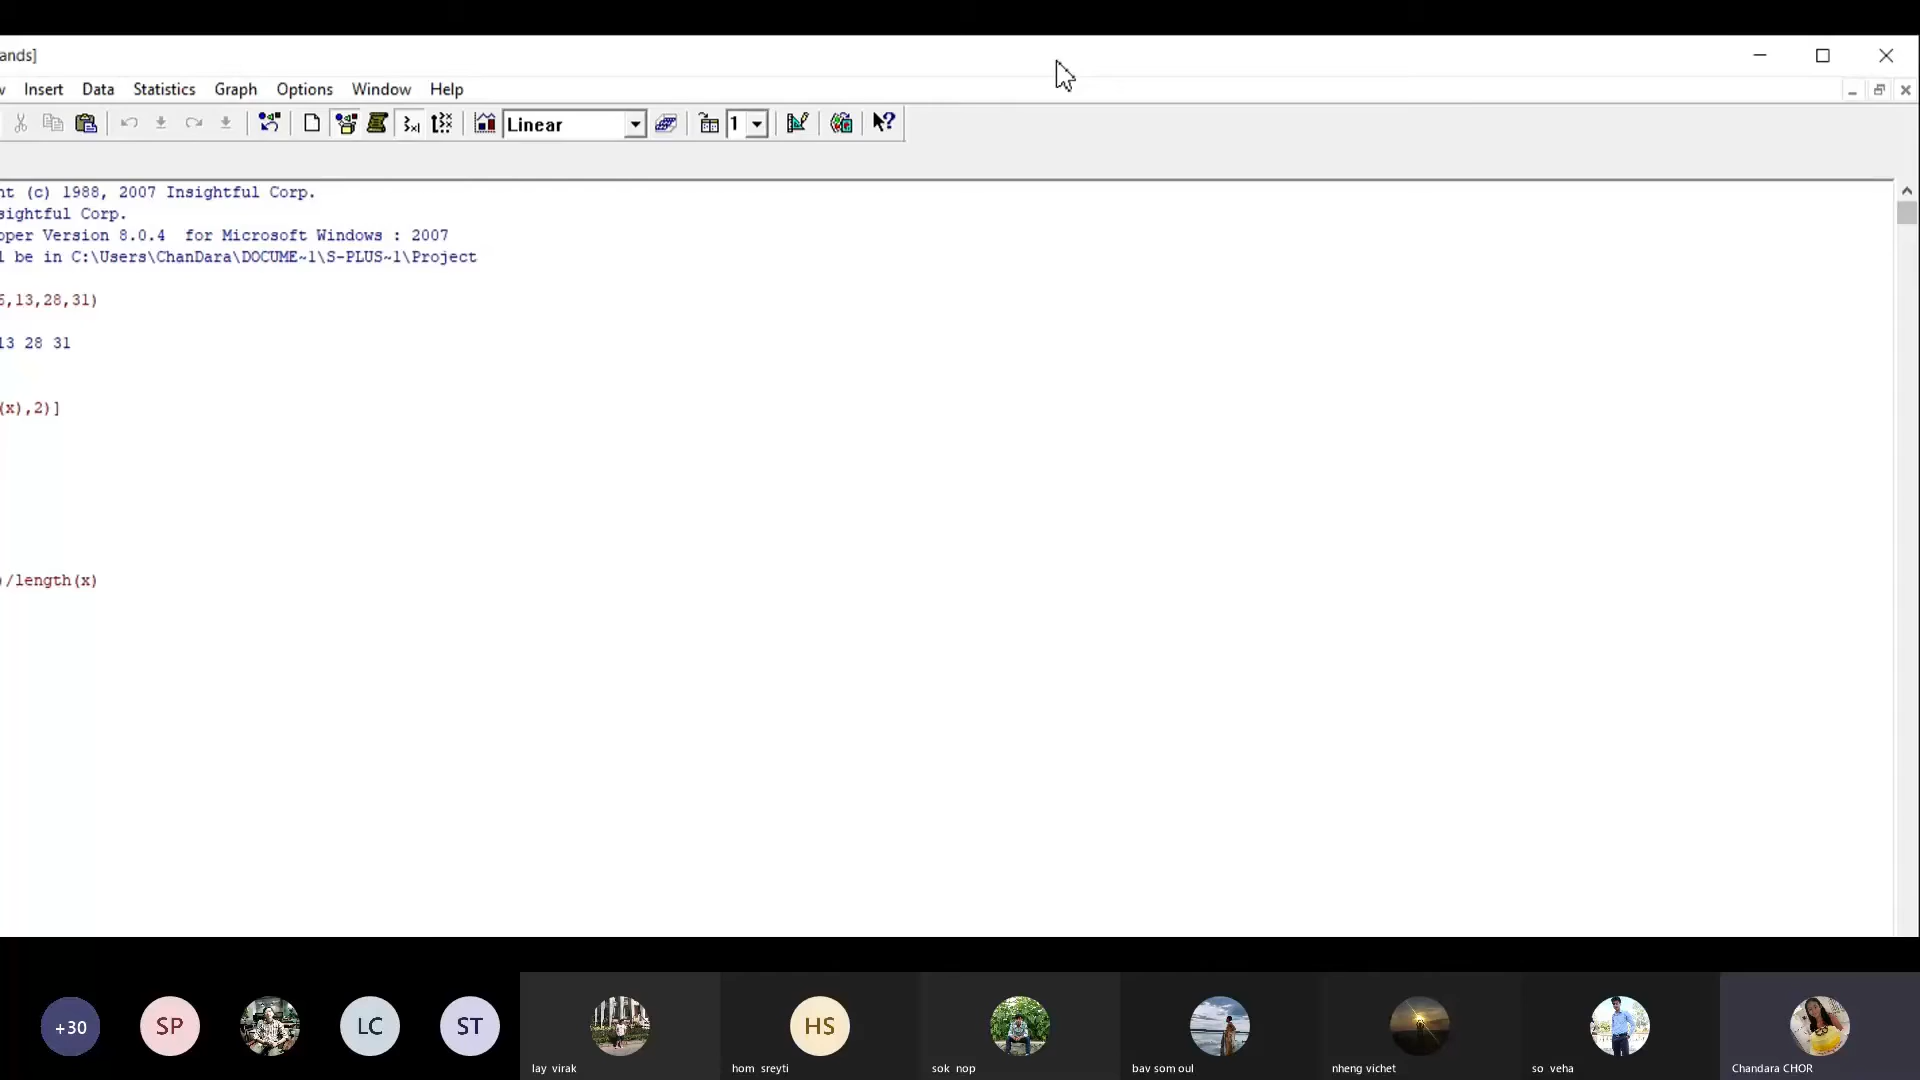 ands]
Insert Data Statistics Graph Options Window Help
Linear 1
nt (c) 1988, 2007 Insightful Corp.
sightful Corp.
oper Version 8.0.4 for Microsoft Windows : 2007
l be in C:\Users\ChanDara\DOCUME~1\S-PLUS~1\Project
,13,28,31)
13 28 31
(x),2)]
)/length(x)
+30 SP LC ST HS
lay virak hom sreyti sok nop bav som oul nheng vichet so veha Chandara CHOR